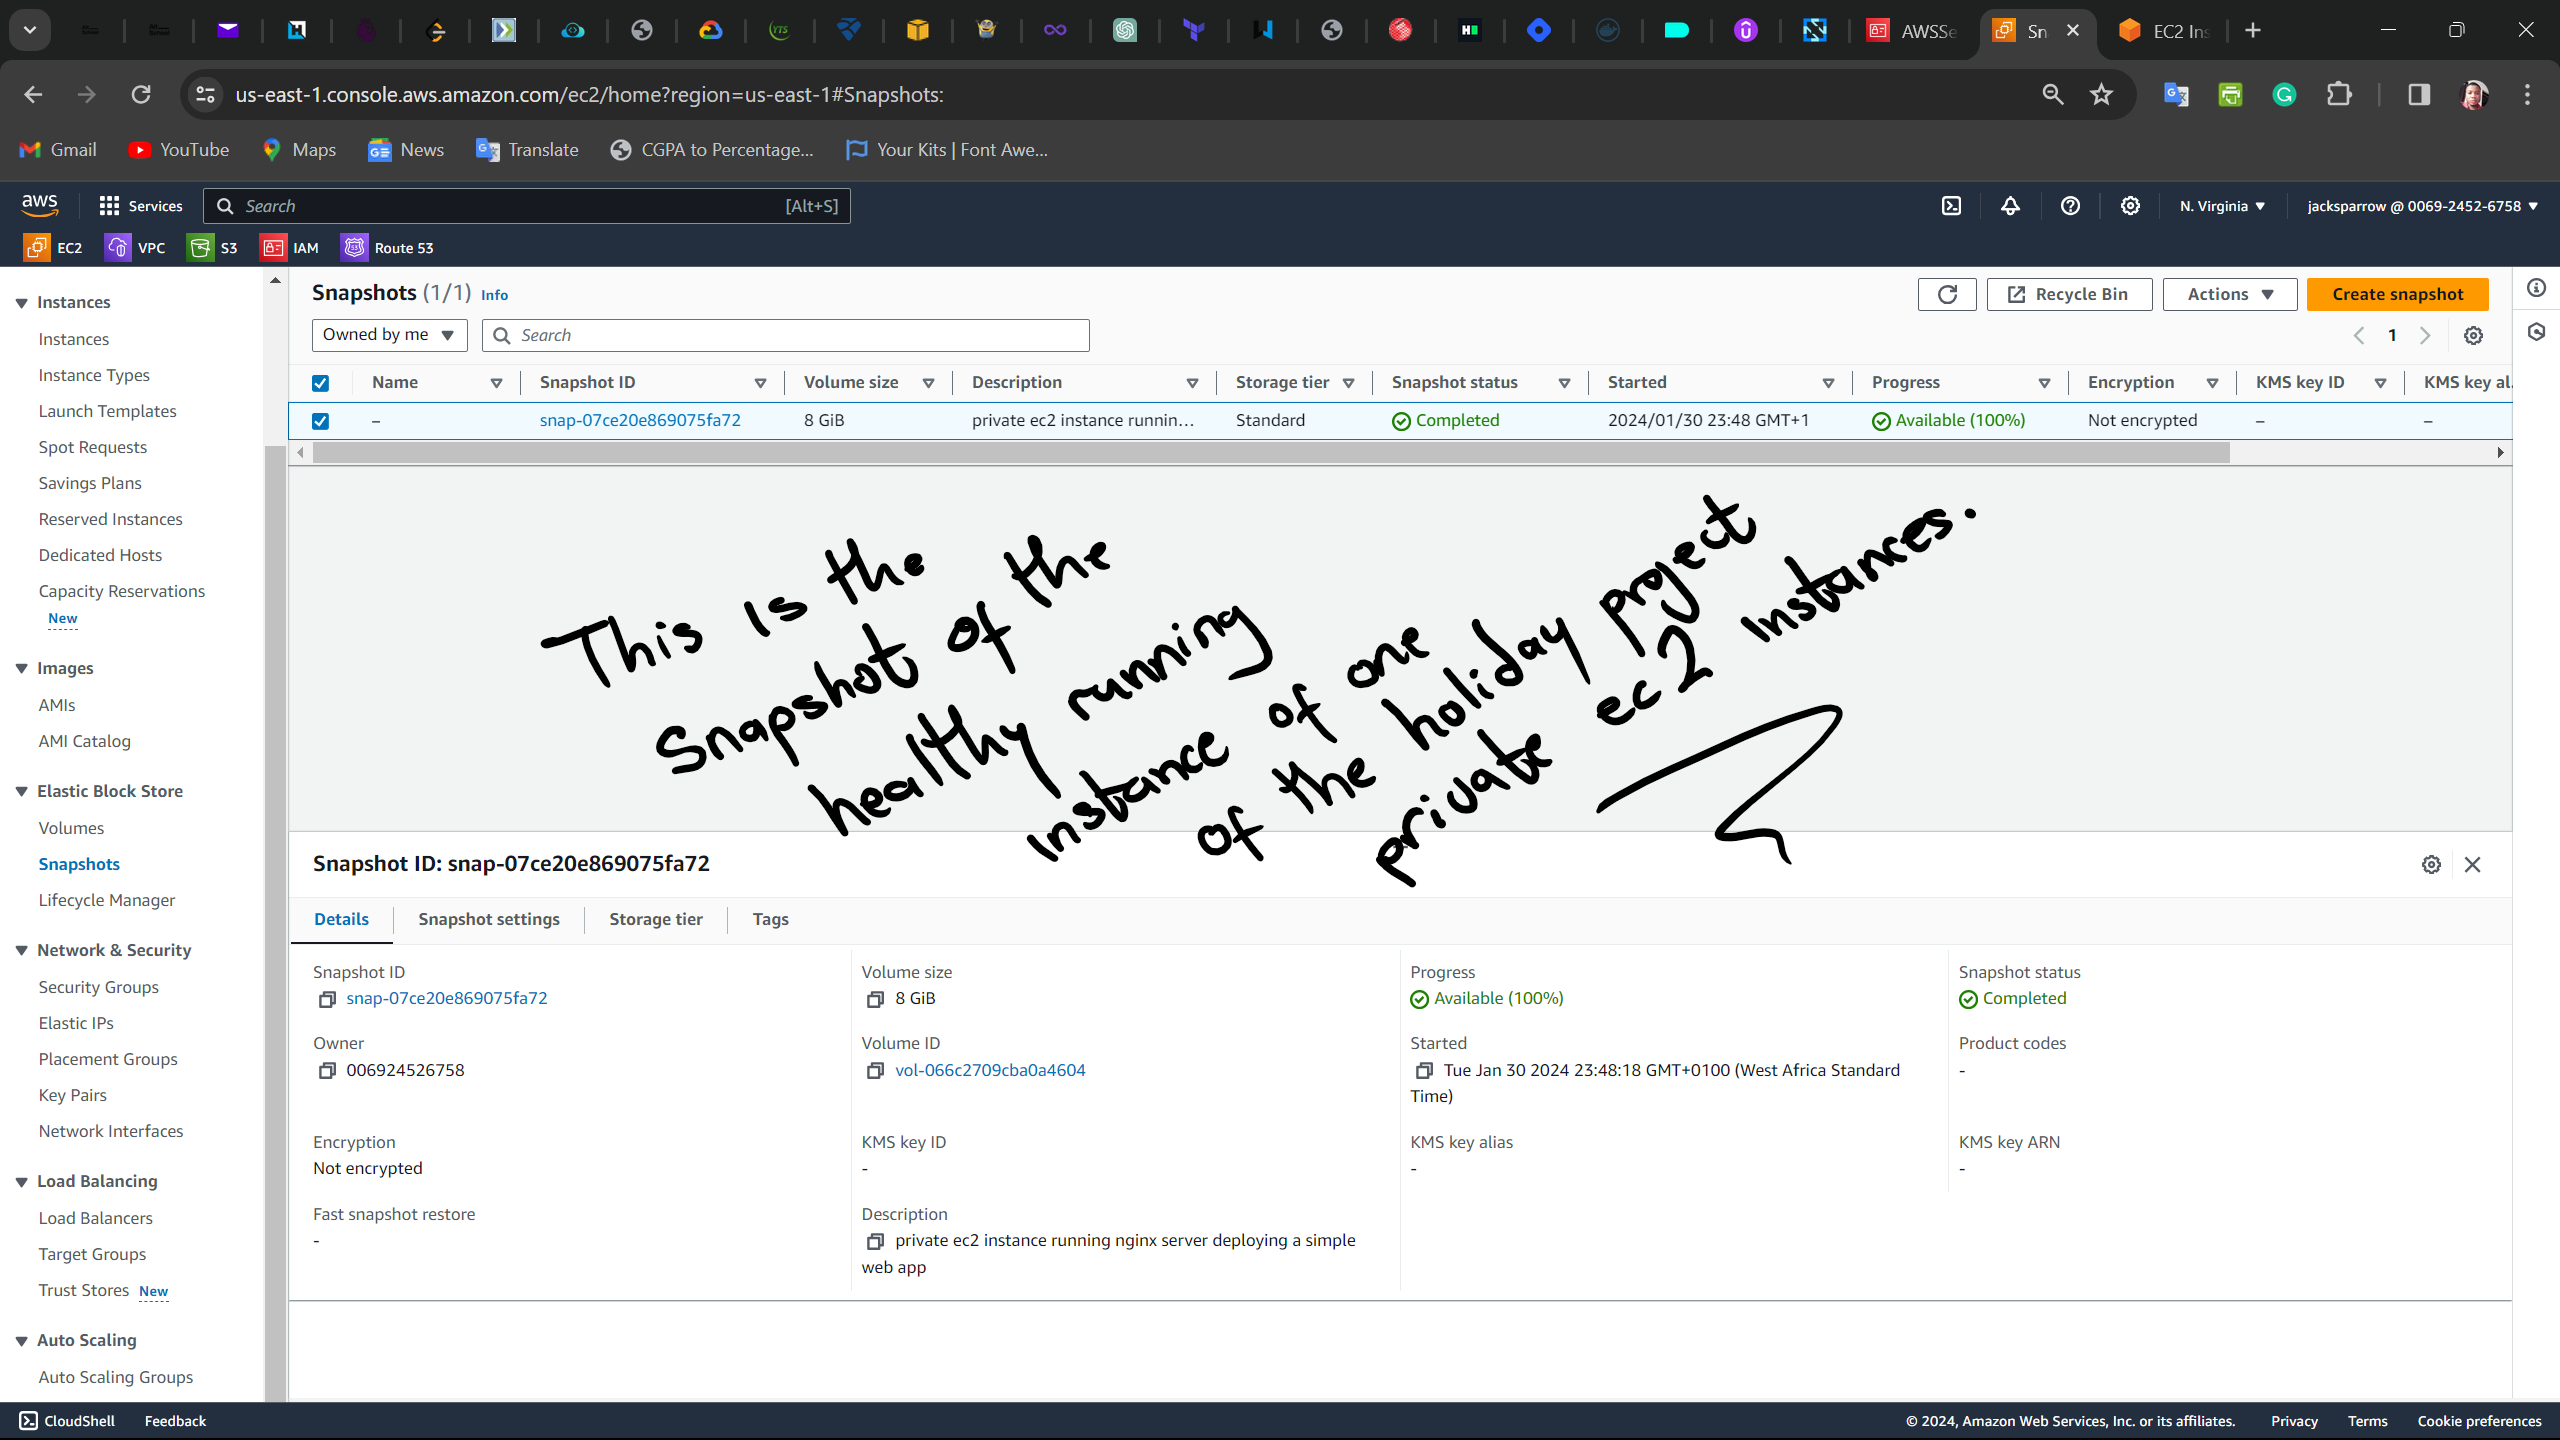 AWSSe
Sn
EC2 Ins
us-east-1.console.aws.amazon.com/ec2/home?region=us-east-1#Snapshots:
Gmail
YouTube
Maps
News
Translate
CGPA to Percentage...
Your Kits | Font Awe...
aws
Services
Search
[Alt+S]
N. Virginia
jacksparrow @ 0069-2452-6758
EC2
VPC
S3
IAM
Route 53
Instances
Instances
Instance Types
Launch Templates
Spot Requests
Savings Plans
Reserved Instances
Dedicated Hosts
Capacity Reservations
New
Images
AMIs
AMI Catalog
Elastic Block Store
Volumes
Snapshots
Lifecycle Manager
Network & Security
Security Groups
Elastic IPs
Placement Groups
Key Pairs
Network Interfaces
Load Balancing
Load Balancers
Target Groups
Trust Stores New
Auto Scaling
Auto Scaling Groups
Snapshots (1/1) Info
Recycle Bin
Actions
Create snapshot
Owned by me
Search
1
Name Snapshot ID Volume size Description Storage tier Snapshot status Started Progress Encryption KMS key ID KMS key al...
– snap-07ce20e869075fa72 8 GiB private ec2 instance runnin... Standard Completed 2024/01/30 23:48 GMT+1 Available (100%) Not encrypted – –
This is the
Snapshot of the
healthy running
instance of one
of the holiday project
private ec2 instances.
Snapshot ID: snap-07ce20e869075fa72
Details
Snapshot settings
Storage tier
Tags
Snapshot ID
snap-07ce20e869075fa72
Volume size
8 GiB
Progress
Available (100%)
Snapshot status
Completed
Owner
006924526758
Volume ID
vol-066c2709cba0a4604
Started
Tue Jan 30 2024 23:48:18 GMT+0100 (West Africa Standard
Time)
Product codes
-
Encryption
Not encrypted
KMS key ID
-
KMS key alias
-
KMS key ARN
-
Fast snapshot restore
-
Description
private ec2 instance running nginx server deploying a simple
web app
CloudShell
Feedback
© 2024, Amazon Web Services, Inc. or its affiliates.
Privacy
Terms
Cookie preferences